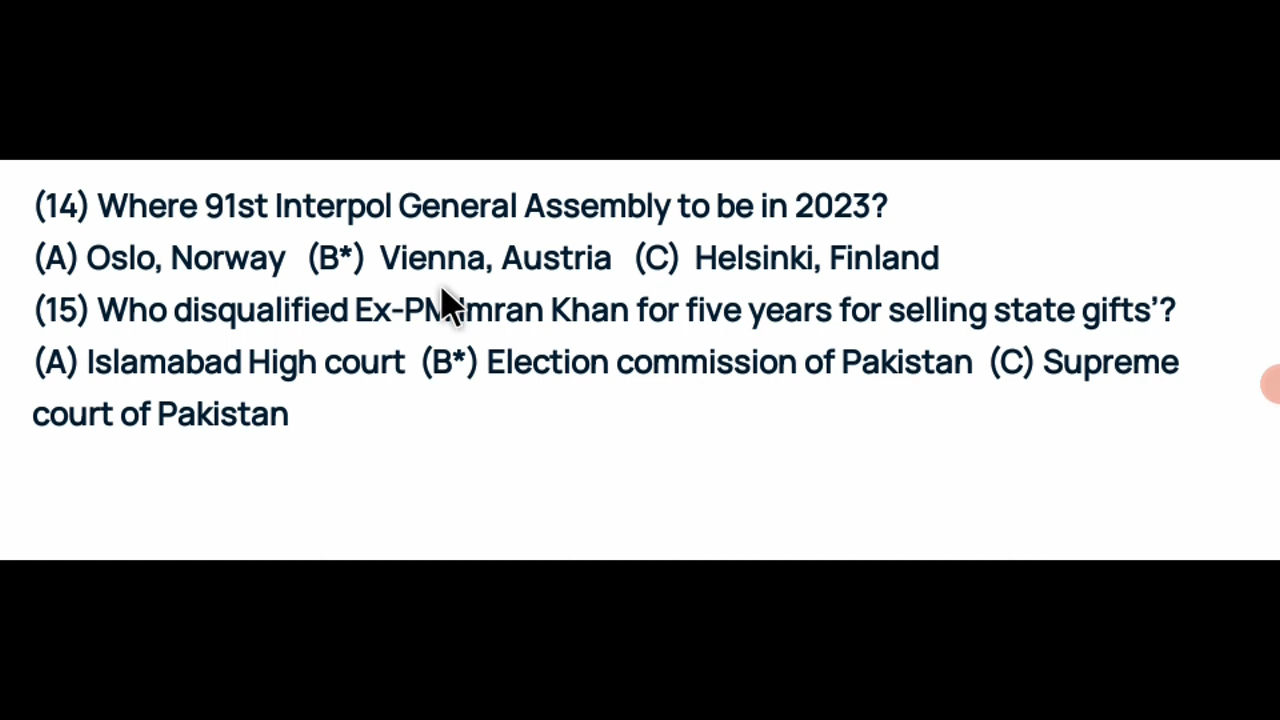 (14) Where 91st Interpol General Assembly to be in 2023?
(A) Oslo, Norway (B*) Vienna, Austria (C) Helsinki, Finland
(15) Who disqualified Ex-PM Imran Khan for five years for selling state gifts’?
(A) Islamabad High court (B*) Election commission of Pakistan (C) Supreme
court of Pakistan